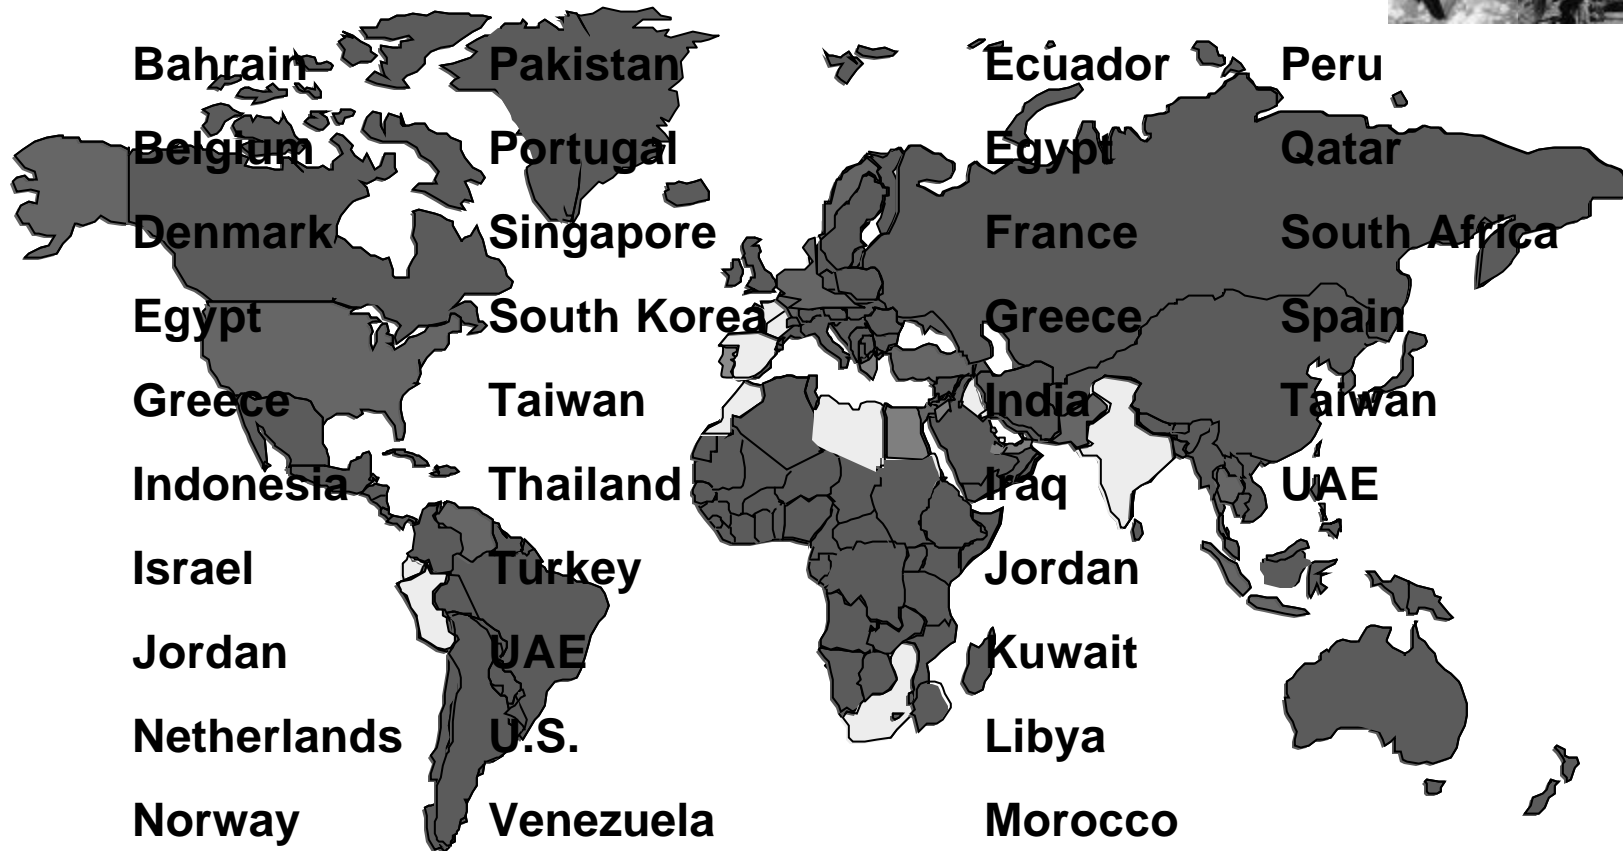 Bahrain
Belgium
Denmark
Egypt
Greece
Indonesia
Israel
Jordan
Netherlands
Norway
Pakistan
Portugal
Singapore
South Korea
Taiwan
Thailand
Turkey
UAE
U.S.
Venezuela
Ecuador
Egypt
France
Greece
India
Iraq
Jordan
Kuwait
Libya
Morocco
Peru
Qatar
South Africa
Spain
Taiwan
UAE